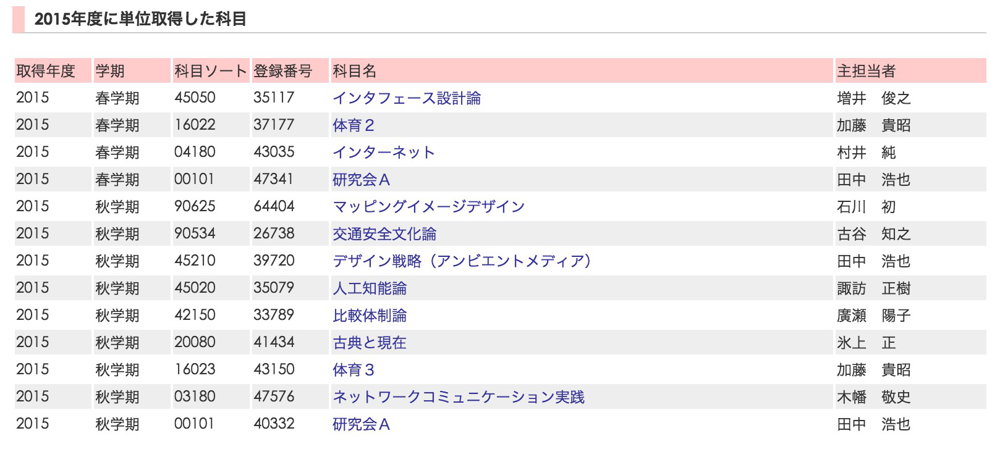 2015年度に単位取得した科目
取得年度 学期 科目ソート 登録番号 科目名 主担当者
2015 春学期 45050 35117 インタフェース設計論 増井　俊之
2015 春学期 16022 37177 体育２ 加藤　貴昭
2015 春学期 04180 43035 インターネット 村井　純
2015 春学期 00101 47341 研究会Ａ 田中　浩也
2015 秋学期 90625 64404 マッピングイメージデザイン 石川　初
2015 秋学期 90534 26738 交通安全文化論 古谷　知之
2015 秋学期 45210 39720 デザイン戦略（アンビエントメディア） 田中　浩也
2015 秋学期 45020 35079 人工知能論 諏訪　正樹
2015 秋学期 42150 33789 比較体制論 廣瀬　陽子
2015 秋学期 20080 41434 古典と現在 氷上　正
2015 秋学期 16023 43150 体育３ 加藤　貴昭
2015 秋学期 03180 47576 ネットワークコミュニケーション実践 木幡　敬史
2015 秋学期 00101 40332 研究会Ａ 田中　浩也